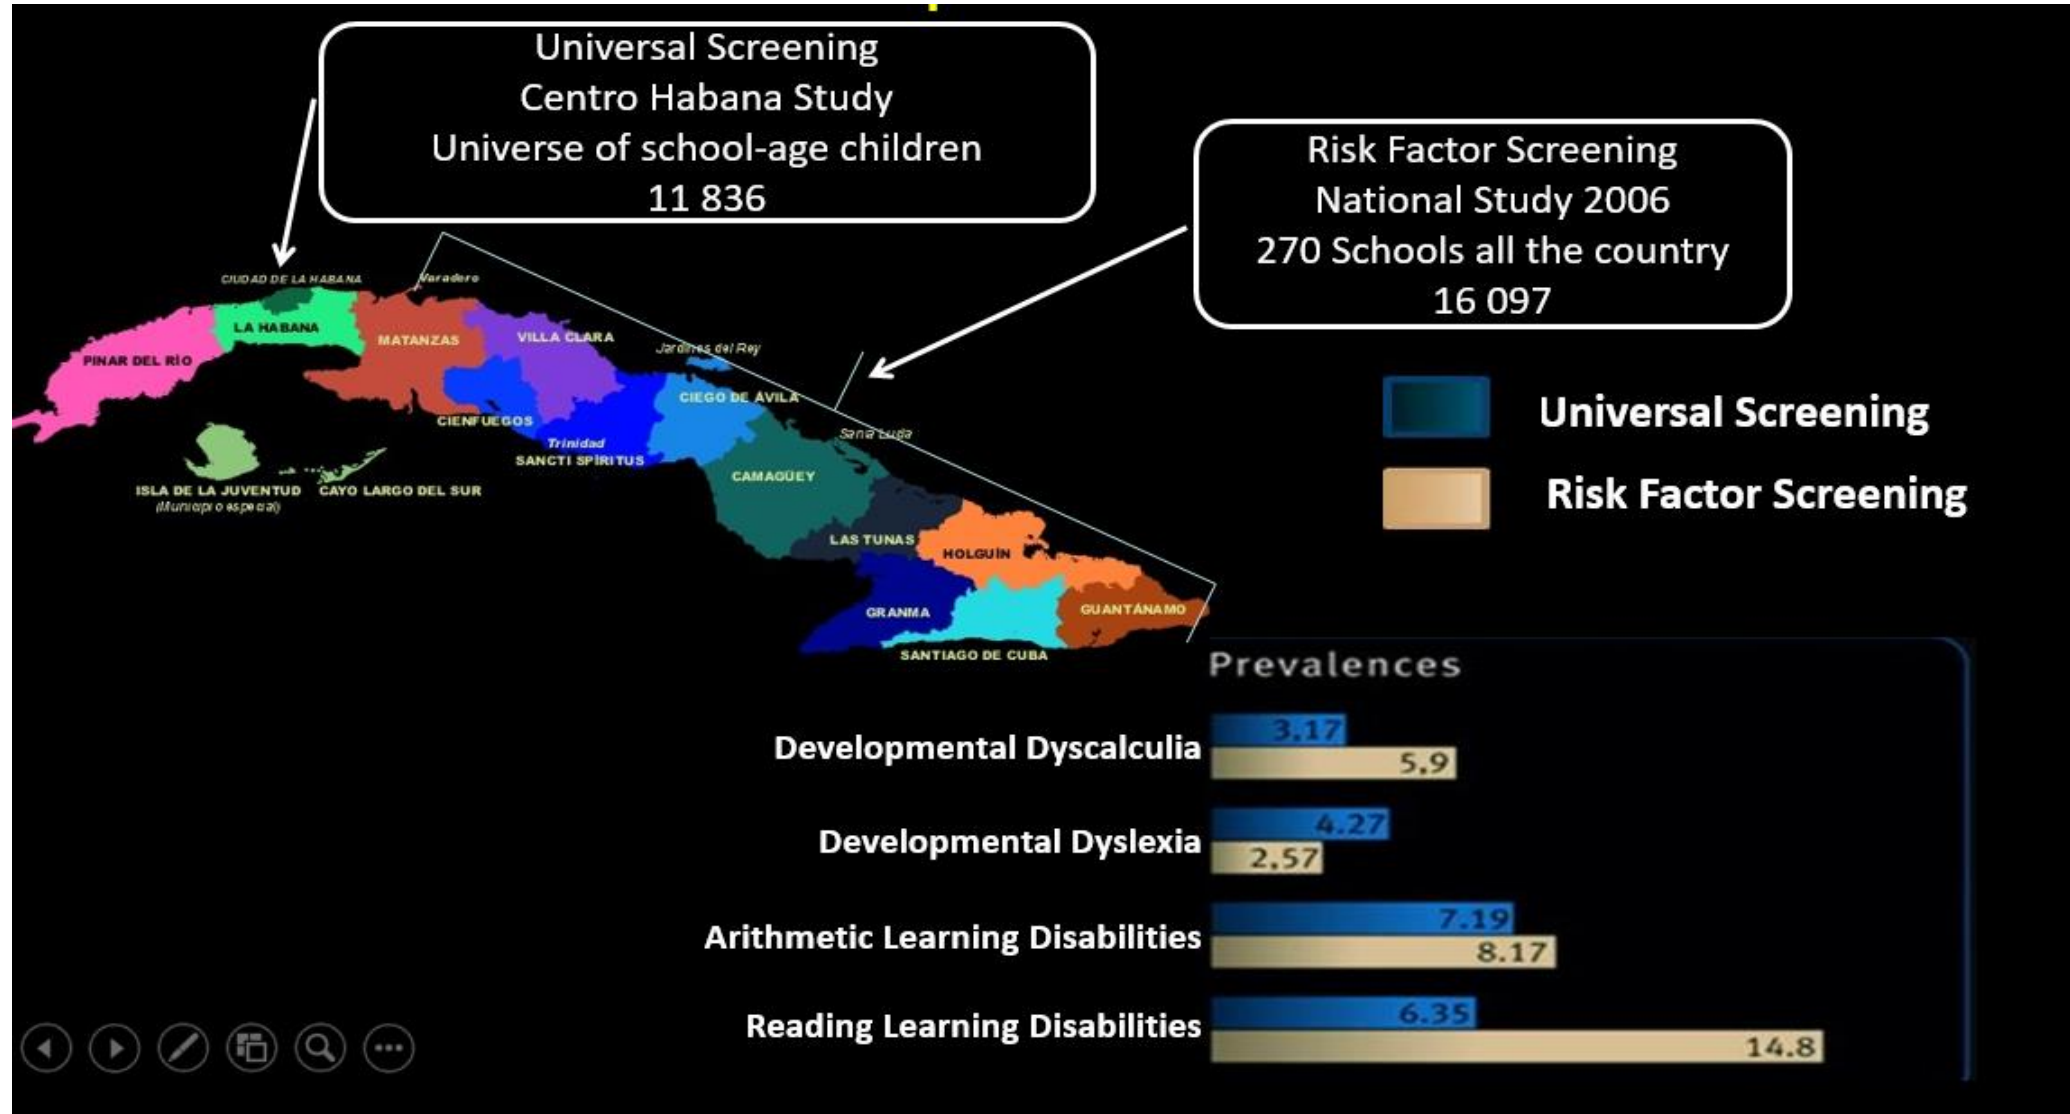 Universal Screening
Centro Habana Study
Universe of school-age children
11 836
Risk Factor Screening
National Study 2006
270 Schools all the country
16 097
CIUDAD DE LA HABANA
Varadero
LA HABANA
PINAR DEL RÍO
MATANZAS
VILLA CLARA
Jardines del Rey
CIEGO DE ÁVILA
CIENFUEGOS
Trinidad
SANCTI SPÍRITUS
Santa Lucía
CAMAGÜEY
ISLA DE LA JUVENTUD
(Municipio especial)
CAYO LARGO DEL SUR
LAS TUNAS
HOLGUÍN
GRANMA
GUANTÁNAMO
SANTIAGO DE CUBA
Universal Screening
Risk Factor Screening
Prevalences
Developmental Dyscalculia
3.17
5.9
Developmental Dyslexia
4.27
2.57
Arithmetic Learning Disabilities
7.19
8.17
Reading Learning Disabilities
6.35
14.8